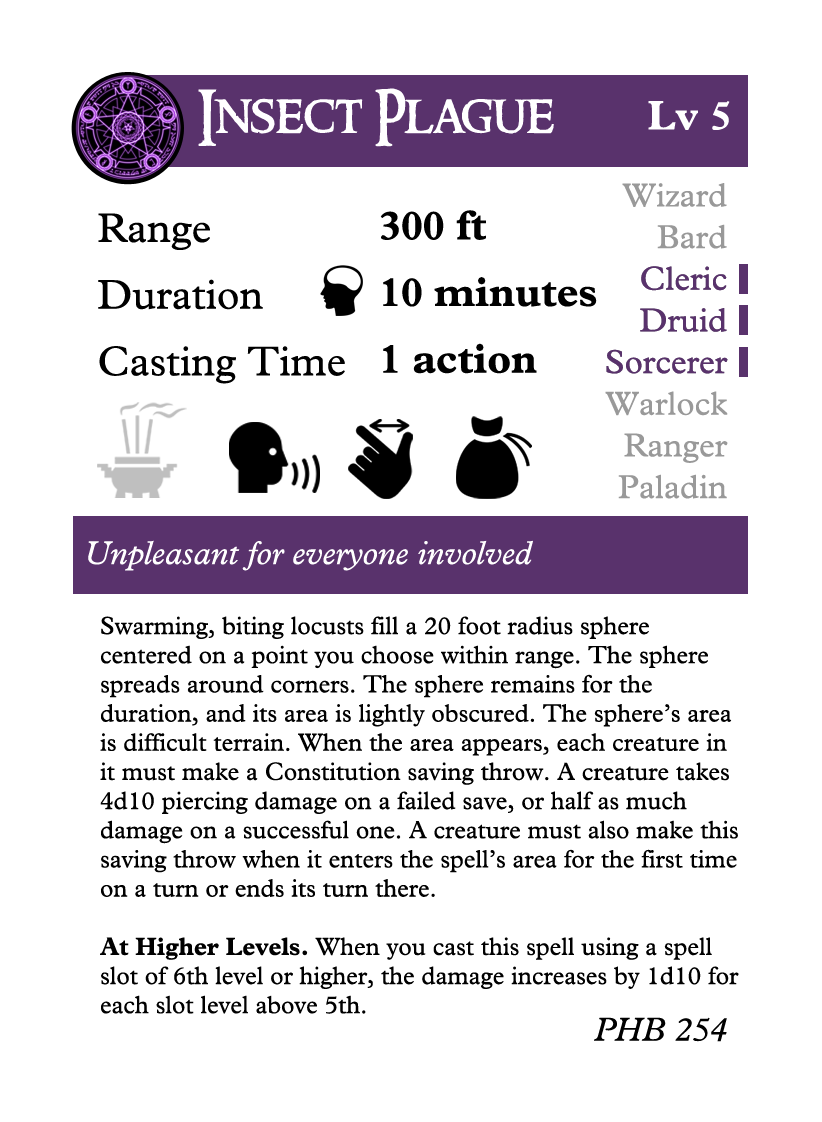 Insect Plague Lv 5
Range 300 ft
Duration 10 minutes
Casting Time 1 action
Wizard
Bard
Cleric
Druid
Sorcerer
Warlock
Ranger
Paladin
Unpleasant for everyone involved
Swarming, biting locusts fill a 20 foot radius sphere
centered on a point you choose within range. The sphere
spreads around corners. The sphere remains for the
duration, and its area is lightly obscured. The sphere's area
is difficult terrain. When the area appears, each creature in
it must make a Constitution saving throw. A creature takes
4d10 piercing damage on a failed save, or half as much
damage on a successful one. A creature must also make this
saving throw when it enters the spell's area for the first time
on a turn or ends its turn there.
At Higher Levels. When you cast this spell using a spell
slot of 6th level or higher, the damage increases by 1d10 for
each slot level above 5th.
PHB 254